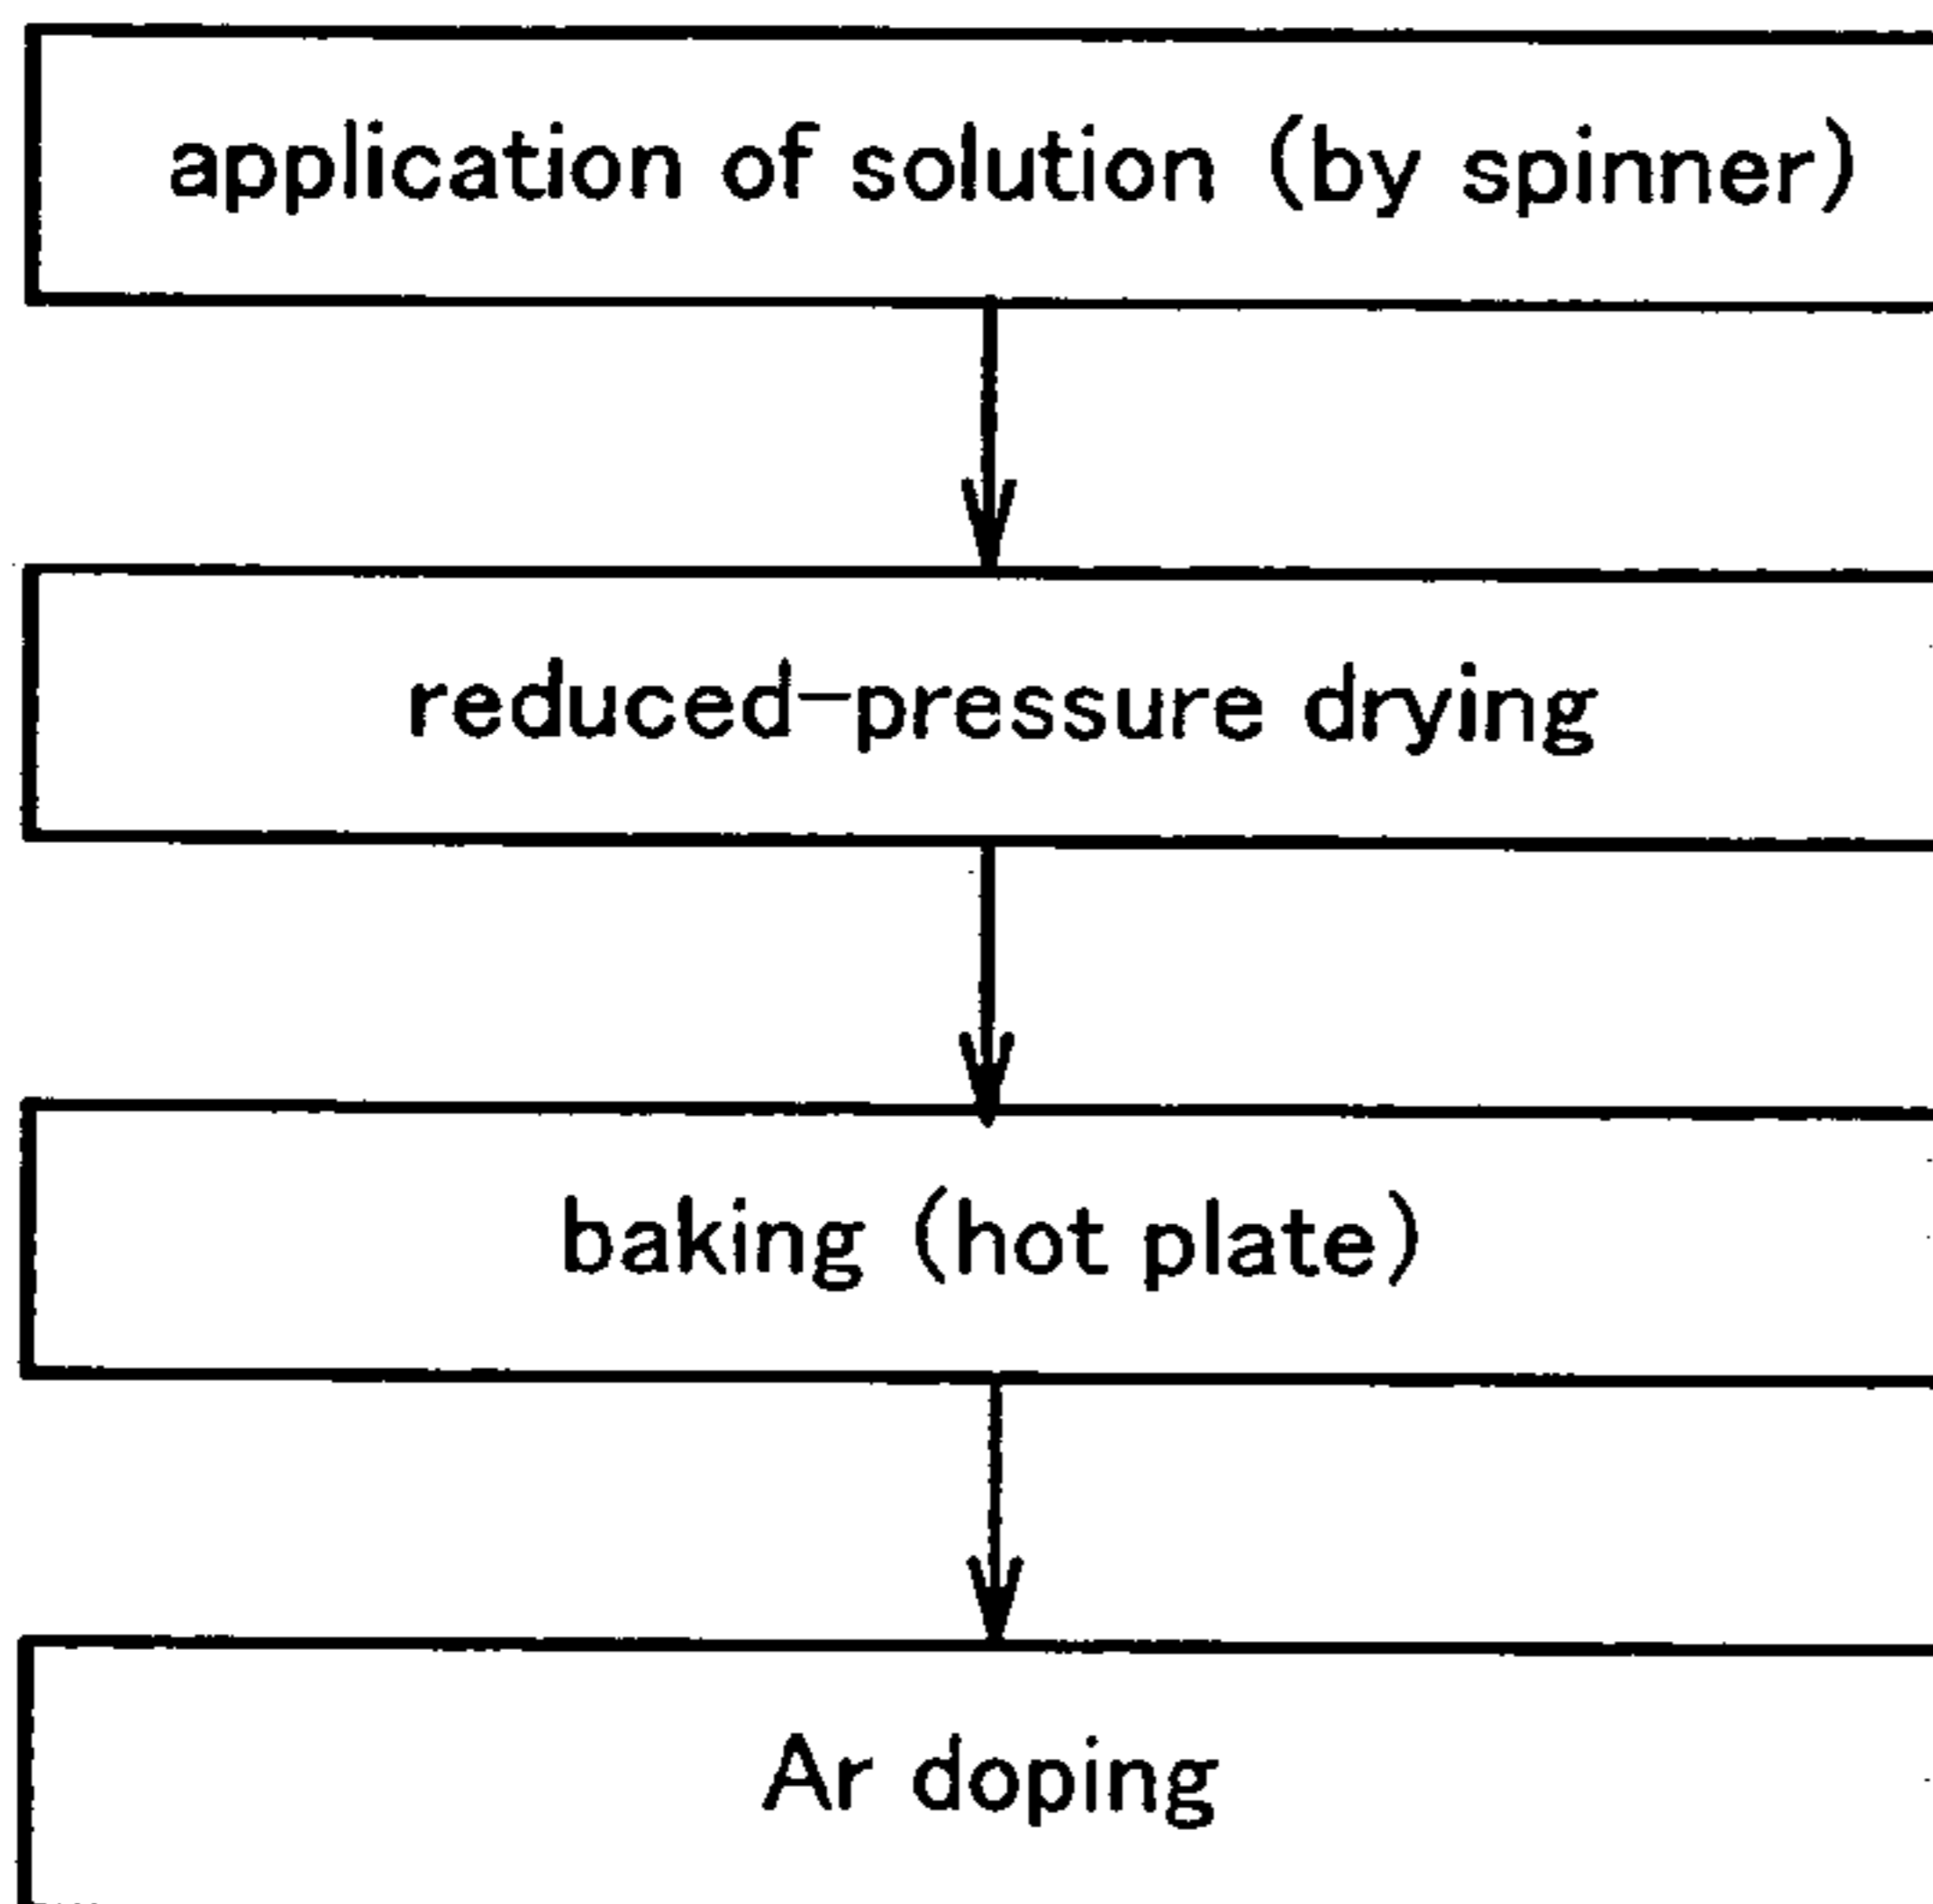 application of solution (by spinner)
reduced-pressure drying
baking (hot plate)
Ar doping